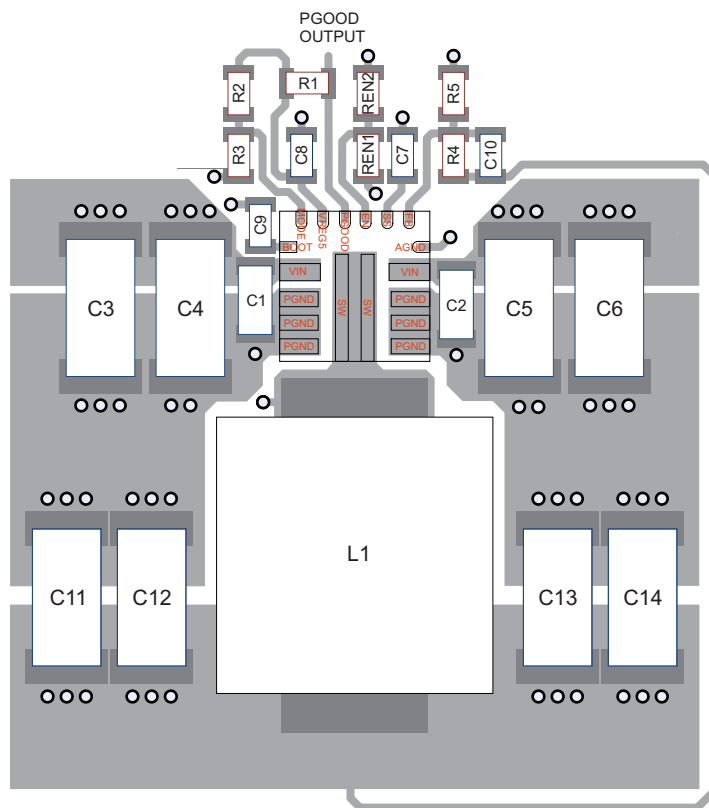 PGOOD
OUTPUT
R2
R1
REN2
R5
R3
C8
REN1
C7
R4
C10
C9
MODE
VREG5
PGOOD
EN
SS
FB
BOOT
AGND
C3
C4
C1
VIN
VIN
C2
C5
C6
PGND
SW
SW
PGND
PGND
PGND
PGND
PGND
L1
C11
C12
C13
C14